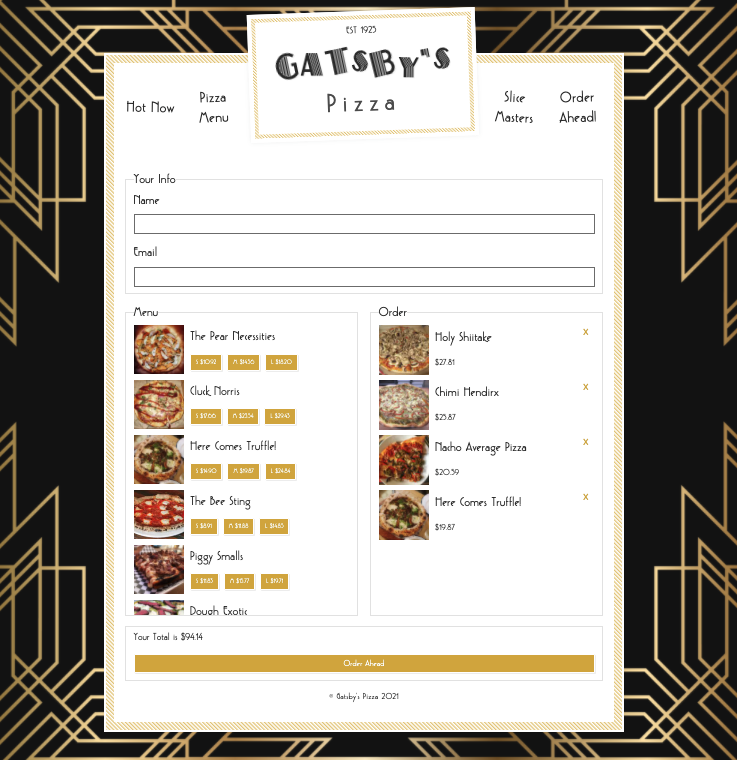 EST 1923
GATSBY'S
Pizza
Hot Now
Pizza
Menu
Slice
Masters
Order
Ahead!
Your Info
Name
Email
Menu
The Pear Necessities
S $10.92 M $14.56 L $18.20
Cluck Norris
S $17.66 M $23.54 L $29.43
Here Comes Truffle!
S $14.90 M $19.87 L $24.84
The Bee Sting
S $8.91 M $11.88 L $14.85
Piggy Smalls
S $11.83 M $15.77 L $19.71
Dough Exotic
Order
Holy Shiitake
X
$27.81
Chimi Hendirx
X
$25.87
Nacho Average Pizza
X
$20.59
Here Comes Truffle!
X
$19.87
Your Total is $94.14
Order Ahead
© Gatsby's Pizza 2021